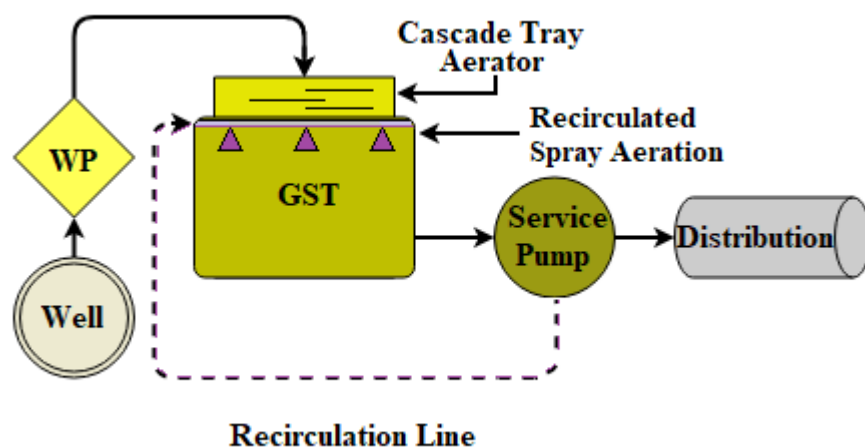 Cascade Tray
Aerator
Recirculated
Spray Aeration
WP
GST
Service
Pump
Distribution
Well
Recirculation Line